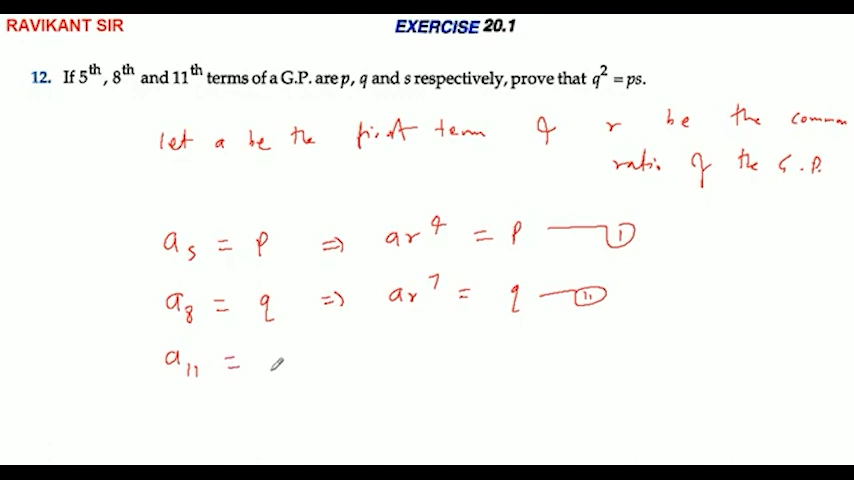 RAVIKANT SIR
EXERCISE 20.1
12. If 5th, 8th and 11th terms of a G.P. are p, q and s respectively, prove that q² = ps.
let a be the first term & r be the common
ratio of the G.P.
a₅ = p ⇒ ar⁴ = p —— (I)
a₈ = q ⇒ ar⁷ = q —— (II)
a₁₁ =